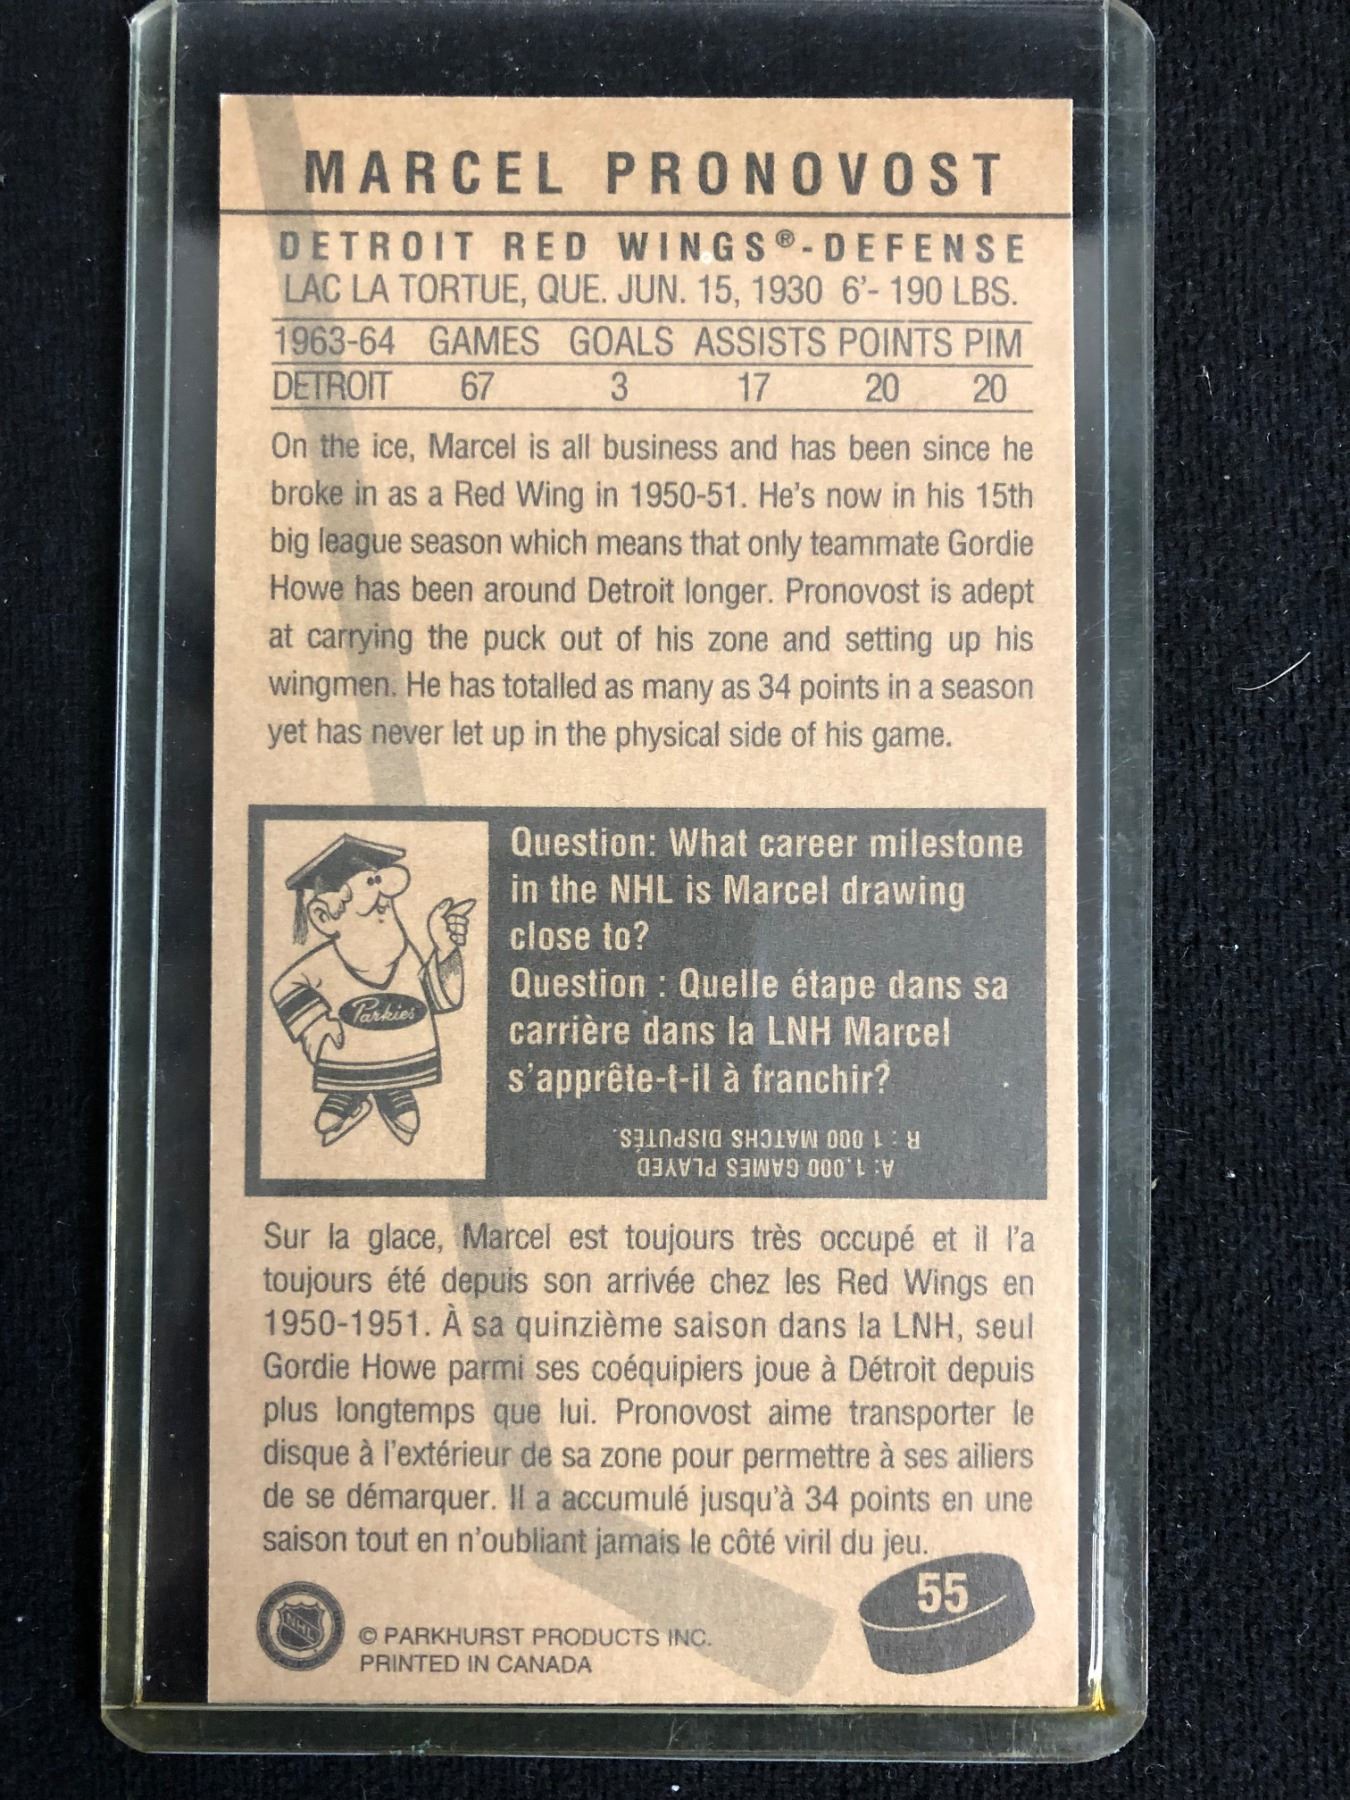 MARCEL PRONOVOST
DETROIT RED WINGS®-DEFENSE
LAC LA TORTUE, QUE. JUN. 15, 1930 6'- 190 LBS.
1963-64 GAMES GOALS ASSISTS POINTS PIM
DETROIT 67 3 17 20 20
On the ice, Marcel is all business and has been since he
broke in as a Red Wing in 1950-51. He's now in his 15th
big league season which means that only teammate Gordie
Howe has been around Detroit longer. Pronovost is adept
at carrying the puck out of his zone and setting up his
wingmen. He has totalled as many as 34 points in a season
yet has never let up in the physical side of his game.
Parkies
Question: What career milestone
in the NHL is Marcel drawing
close to?
Question : Quelle étape dans sa
carrière dans la LNH Marcel
s'apprête-t-il à franchir?
A: 1,000 GAMES PLAYED
R : 1 000 MATCHS DISPUTÉS.
Sur la glace, Marcel est toujours très occupé et il l'a
toujours été depuis son arrivée chez les Red Wings en
1950-1951. À sa quinzième saison dans la LNH, seul
Gordie Howe parmi ses coéquipiers joue à Détroit depuis
plus longtemps que lui. Pronovost aime transporter le
disque à l'extérieur de sa zone pour permettre à ses ailiers
de se démarquer. Il a accumulé jusqu'à 34 points en une
saison tout en n'oubliant jamais le côté viril du jeu.
55
NHL
© PARKHURST PRODUCTS INC.
PRINTED IN CANADA